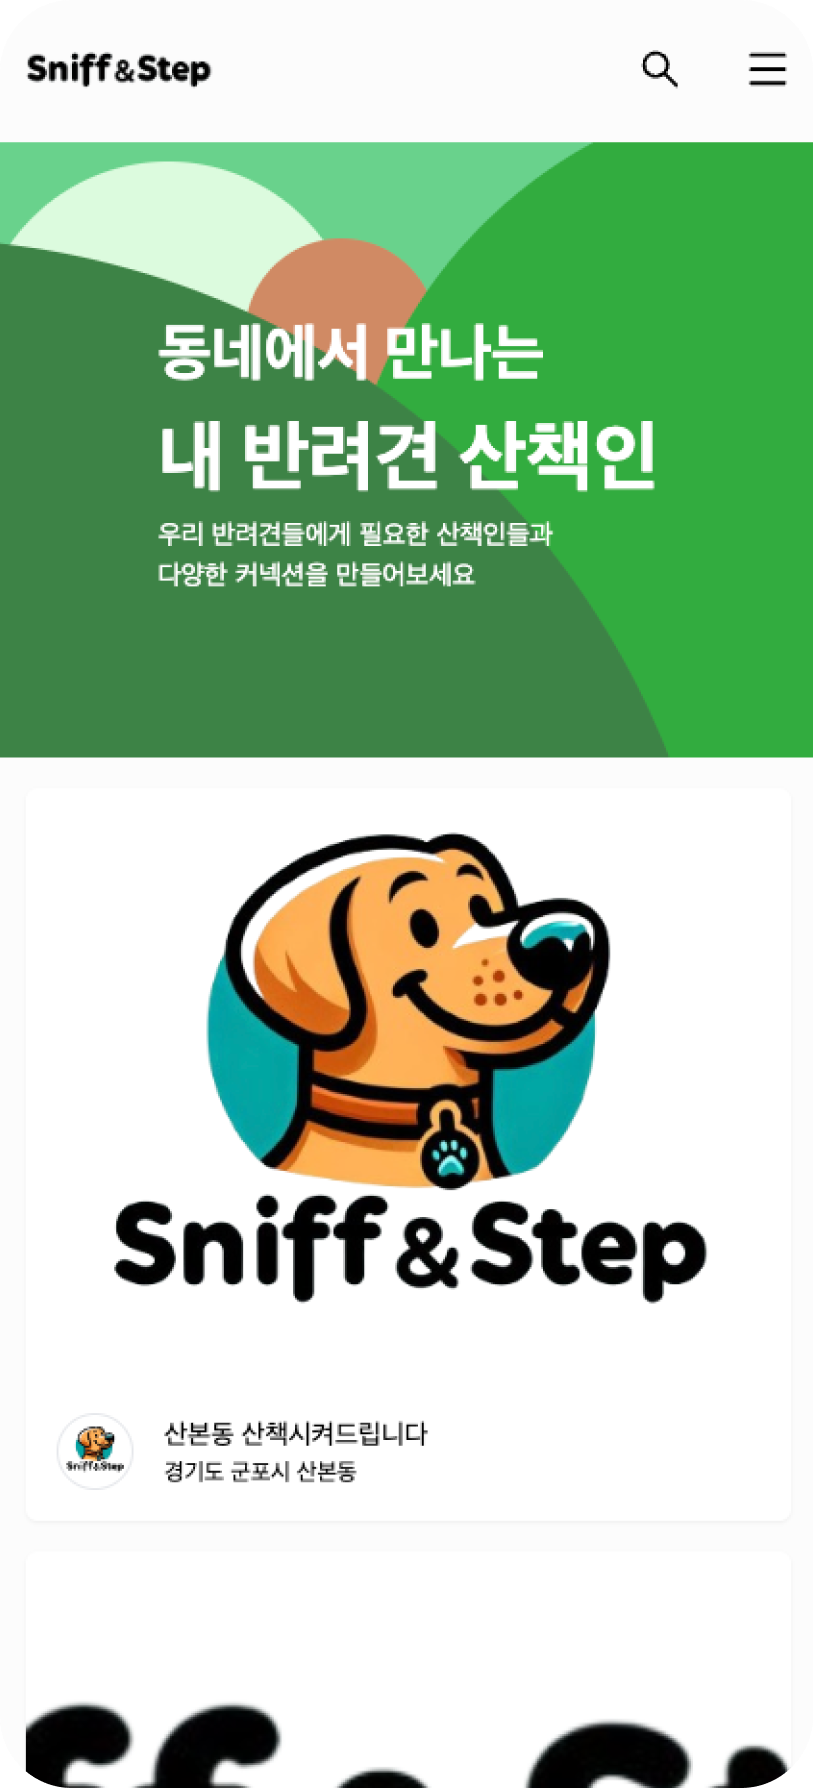 Sniff&Step
동네에서 만나는
내 반려견 산책인
우리 반려견들에게 필요한 산책인들과
다양한 커넥션을 만들어보세요
Sniff&Step
Sniff&Step
산본동 산책시켜드립니다
경기도 군포시 산본동